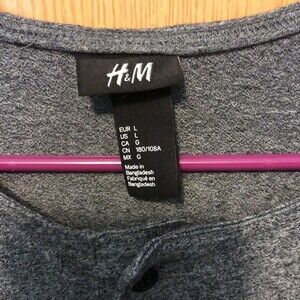 H&M
EUR L
US L
CA G
CN 180/108A
MX G
Made in
Bangladesh
Fabriqué en
Bangladesh